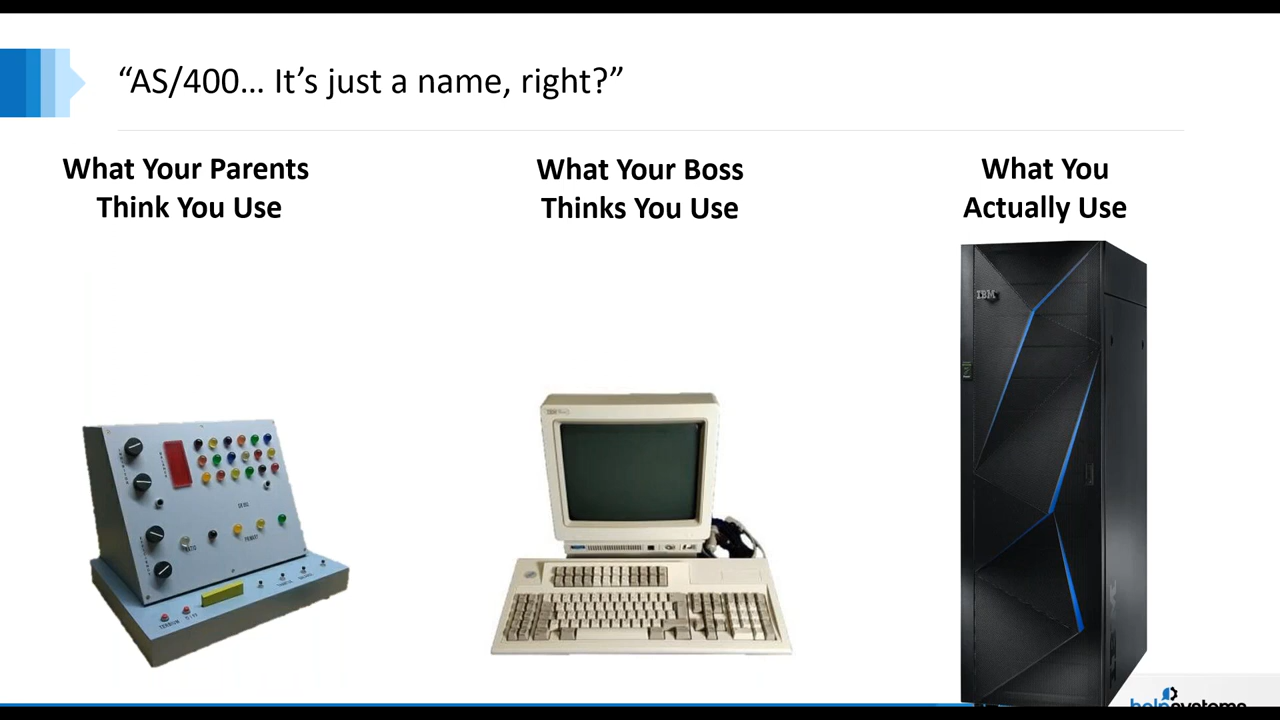 “AS/400... It’s just a name, right?”
What Your Parents
Think You Use
What Your Boss
Thinks You Use
What You
Actually Use
IBM
helpsystems